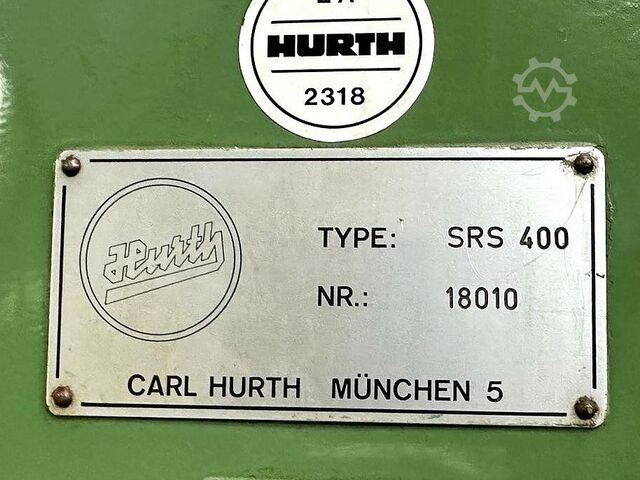 HURTH
2318
Hurth
TYPE: SRS 400
NR.: 18010
CARL HURTH MÜNCHEN 5